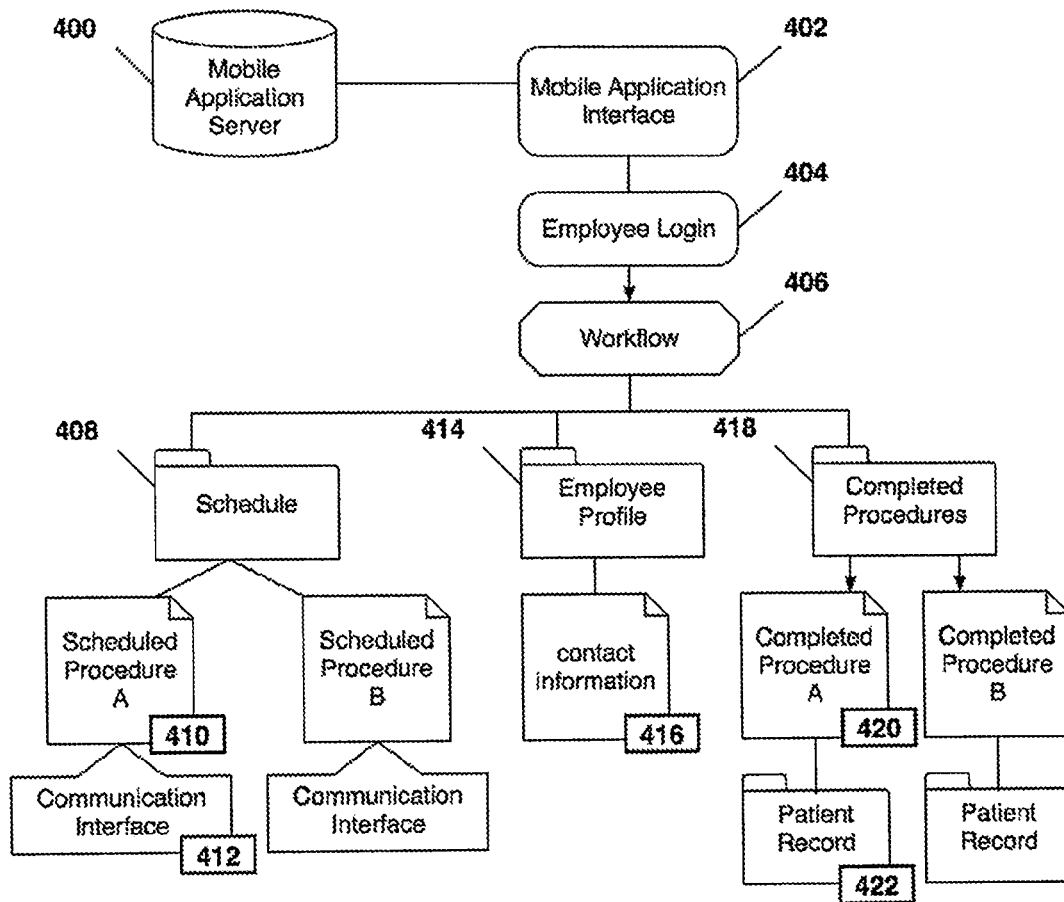 400
Mobile
Application
Server
402
Mobile Application
Interface
404
Employee Login
406
Workflow
408
Schedule
414
Employee
Profile
418
Completed
Procedures
Scheduled
Procedure
A
410
Scheduled
Procedure
B
contact
information
416
Completed
Procedure
A
420
Completed
Procedure
B
Communication
Interface
412
Communication
Interface
Patient
Record
422
Patient
Record